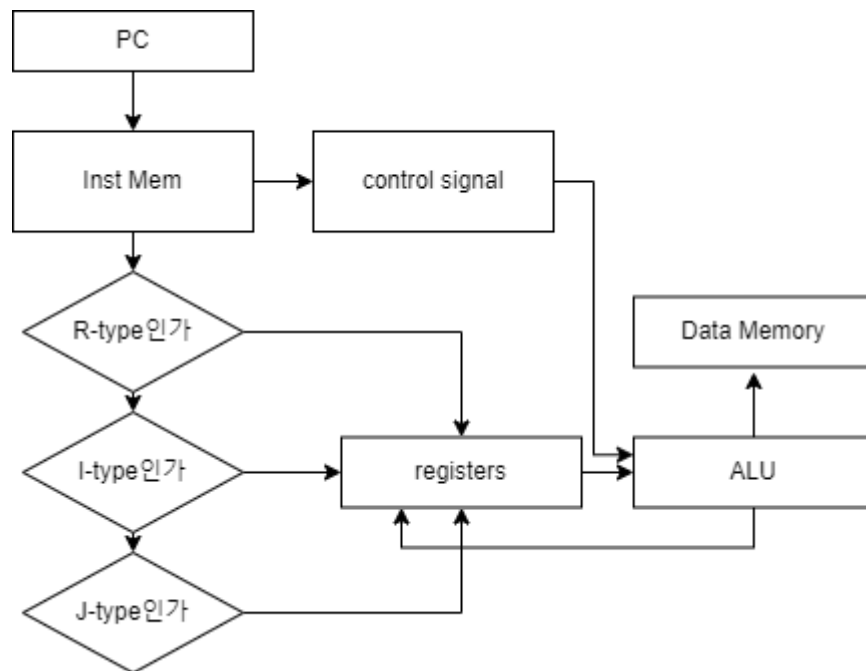 PC
Inst Mem
control signal
R-type인가
Data Memory
I-type인가
registers
ALU
J-type인가